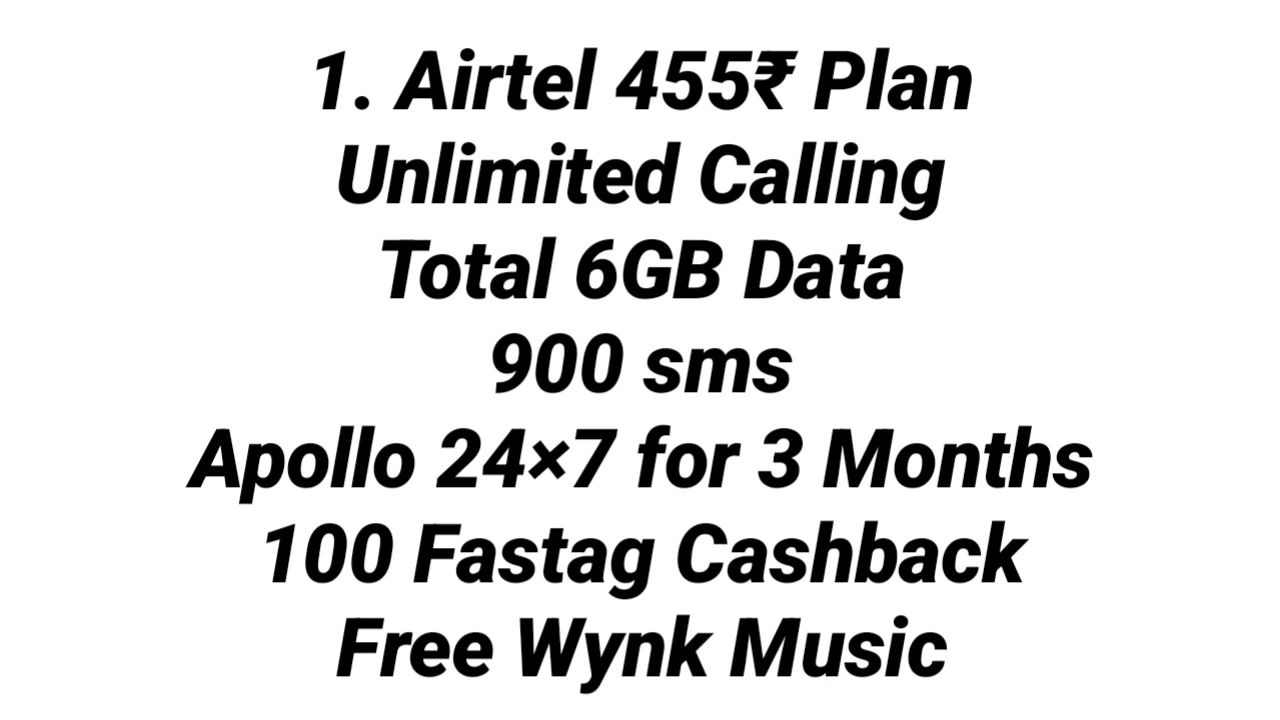 1. Airtel 455₹ Plan
Unlimited Calling
Total 6GB Data
900 sms
Apollo 24×7 for 3 Months
100 Fastag Cashback
Free Wynk Music